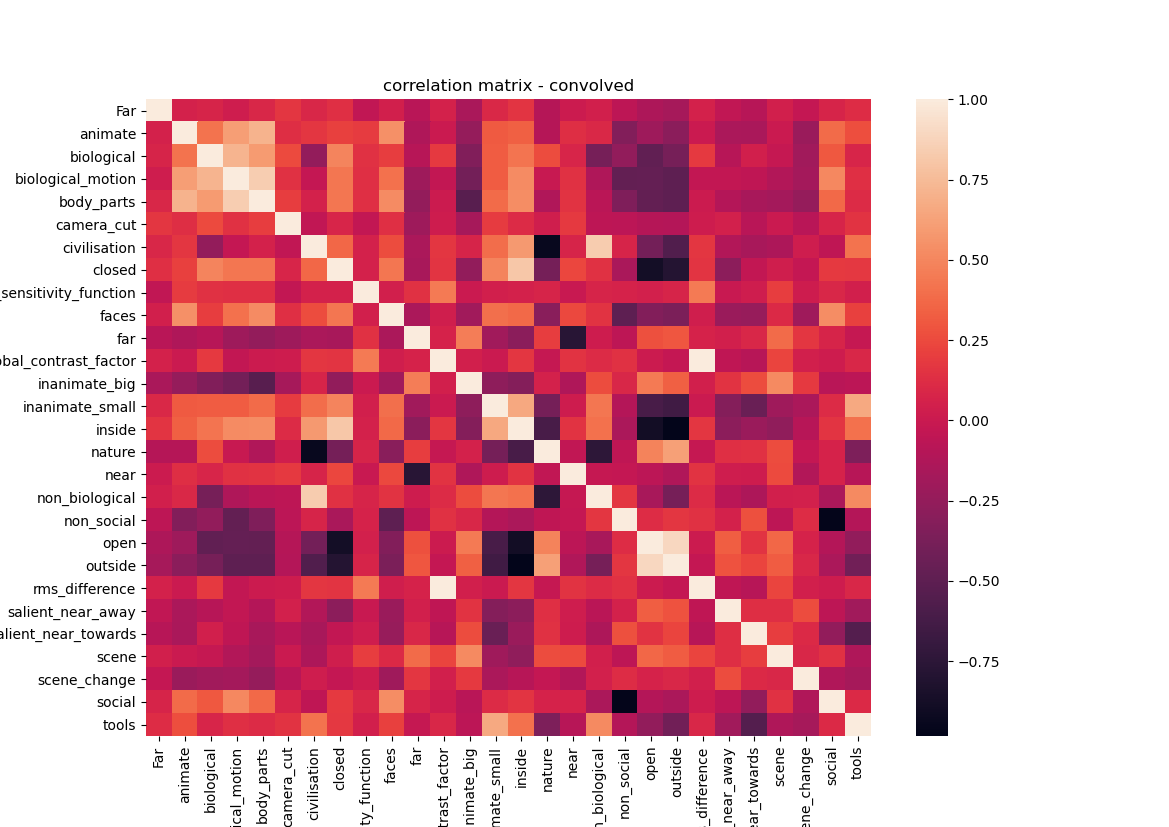 correlation matrix - convolved
Far
animate
biological
biological_motion
body_parts
camera_cut
civilisation
closed
_sensitivity_function
faces
far
obal_contrast_factor
inanimate_big
inanimate_small
inside
nature
near
non_biological
non_social
open
outside
rms_difference
salient_near_away
alient_near_towards
scene
scene_change
social
tools
Far
animate
biological
ical_motion
body_parts
camera_cut
civilisation
closed
ty_function
faces
far
trast_factor
nimate_big
mate_small
inside
nature
near
n_biological
non_social
open
outside
_difference
_near_away
ear_towards
scene
ene_change
social
tools
1.00
0.75
0.50
0.25
0.00
−0.25
−0.50
−0.75